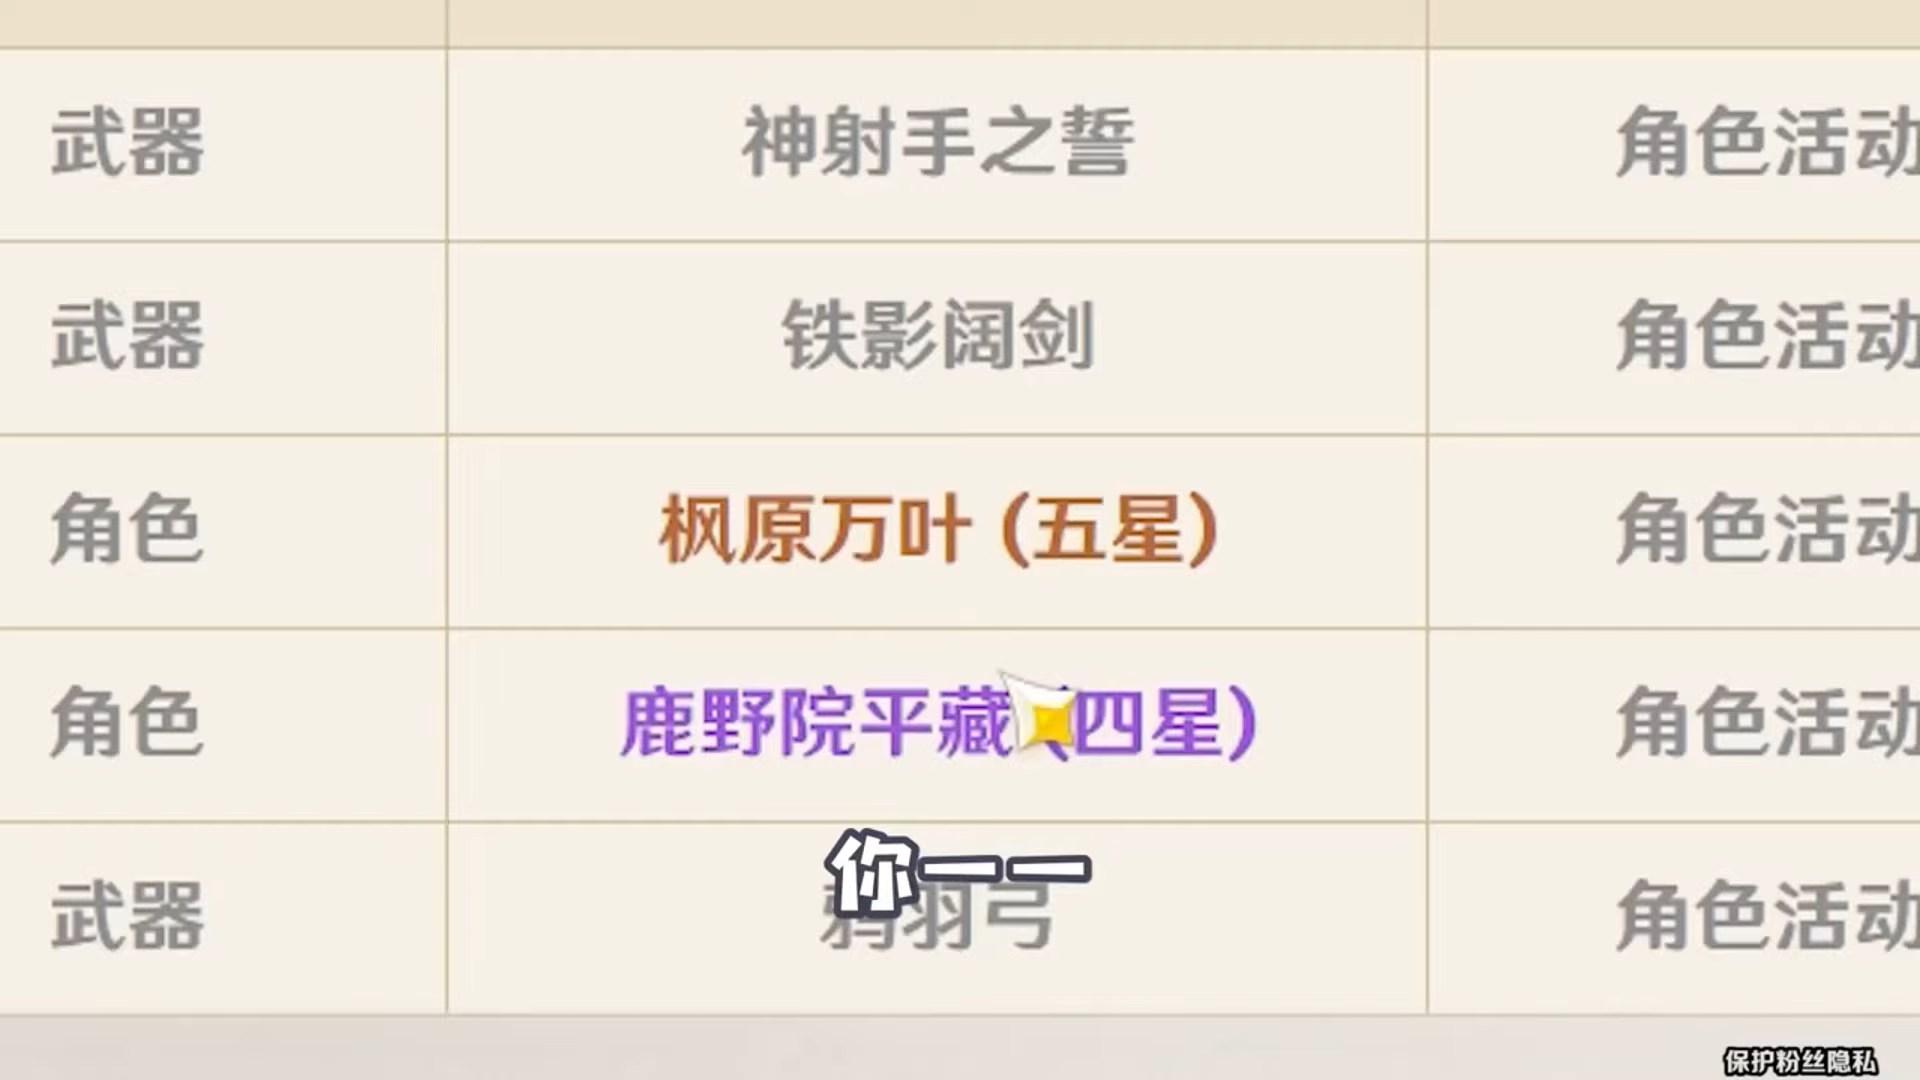 武器 神射手之誓 角色活动
武器 铁影阔剑 角色活动
角色 枫原万叶 (五星) 角色活动
角色 鹿野院平藏 (四星) 角色活动
你一一
武器 鸦羽弓 角色活动
保护粉丝隐私